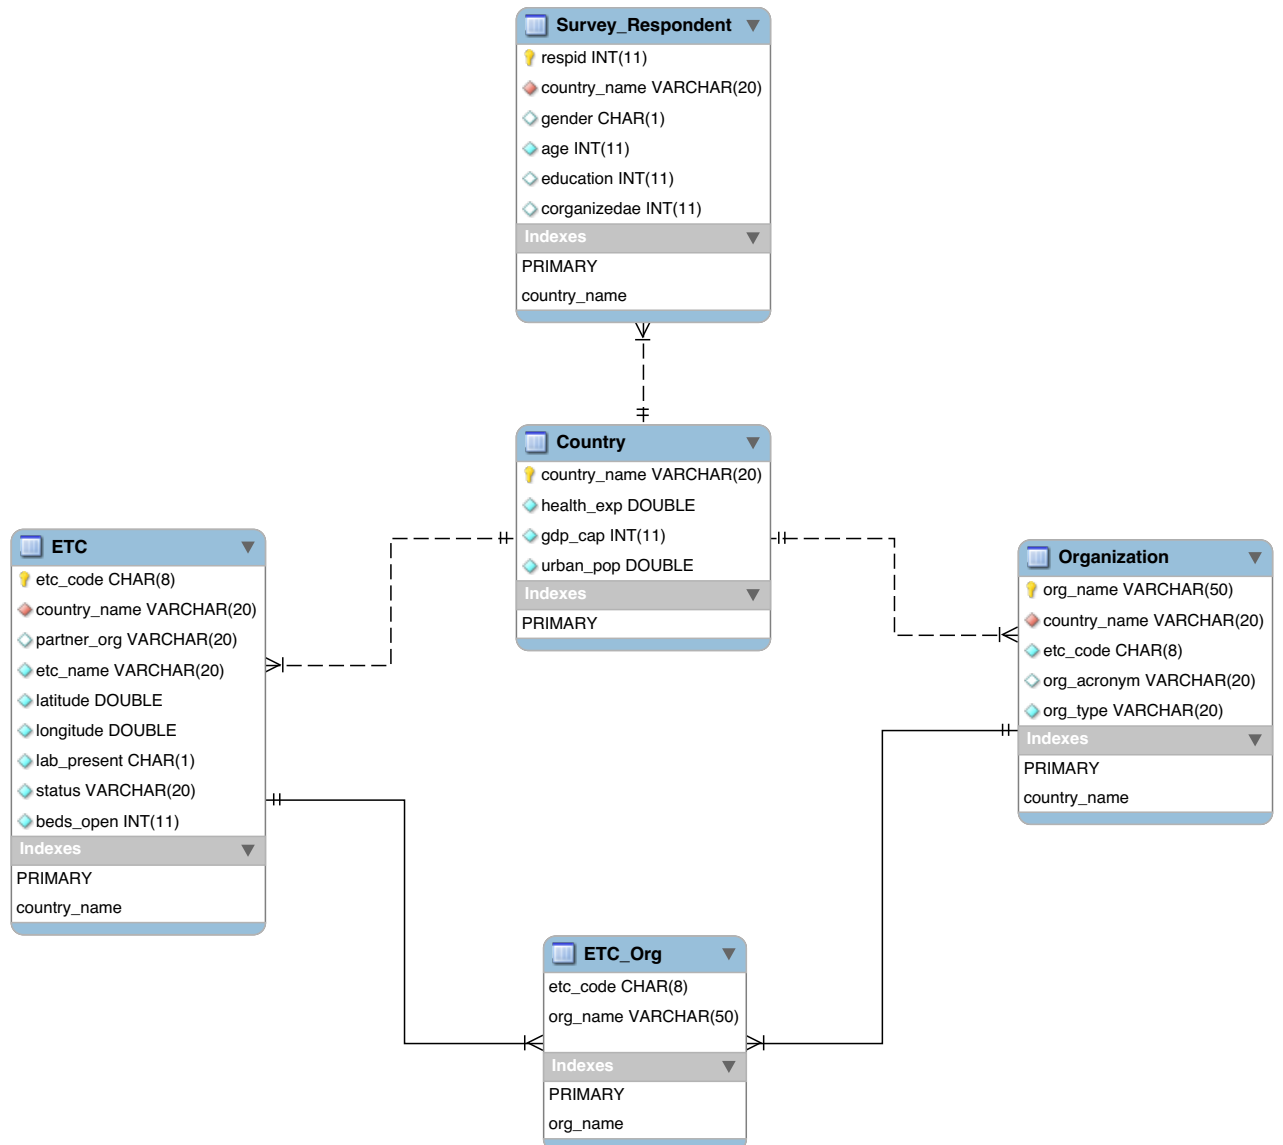 Survey_Respondent
respid INT(11)
country_name VARCHAR(20)
gender CHAR(1)
age INT(11)
education INT(11)
corganizedae INT(11)
Indexes
PRIMARY
country_name
Country
country_name VARCHAR(20)
health_exp DOUBLE
gdp_cap INT(11)
urban_pop DOUBLE
Indexes
PRIMARY
ETC
etc_code CHAR(8)
country_name VARCHAR(20)
partner_org VARCHAR(20)
etc_name VARCHAR(20)
latitude DOUBLE
longitude DOUBLE
lab_present CHAR(1)
status VARCHAR(20)
beds_open INT(11)
Indexes
PRIMARY
country_name
Organization
org_name VARCHAR(50)
country_name VARCHAR(20)
etc_code CHAR(8)
org_acronym VARCHAR(20)
org_type VARCHAR(20)
Indexes
PRIMARY
country_name
ETC_Org
etc_code CHAR(8)
org_name VARCHAR(50)
Indexes
PRIMARY
org_name